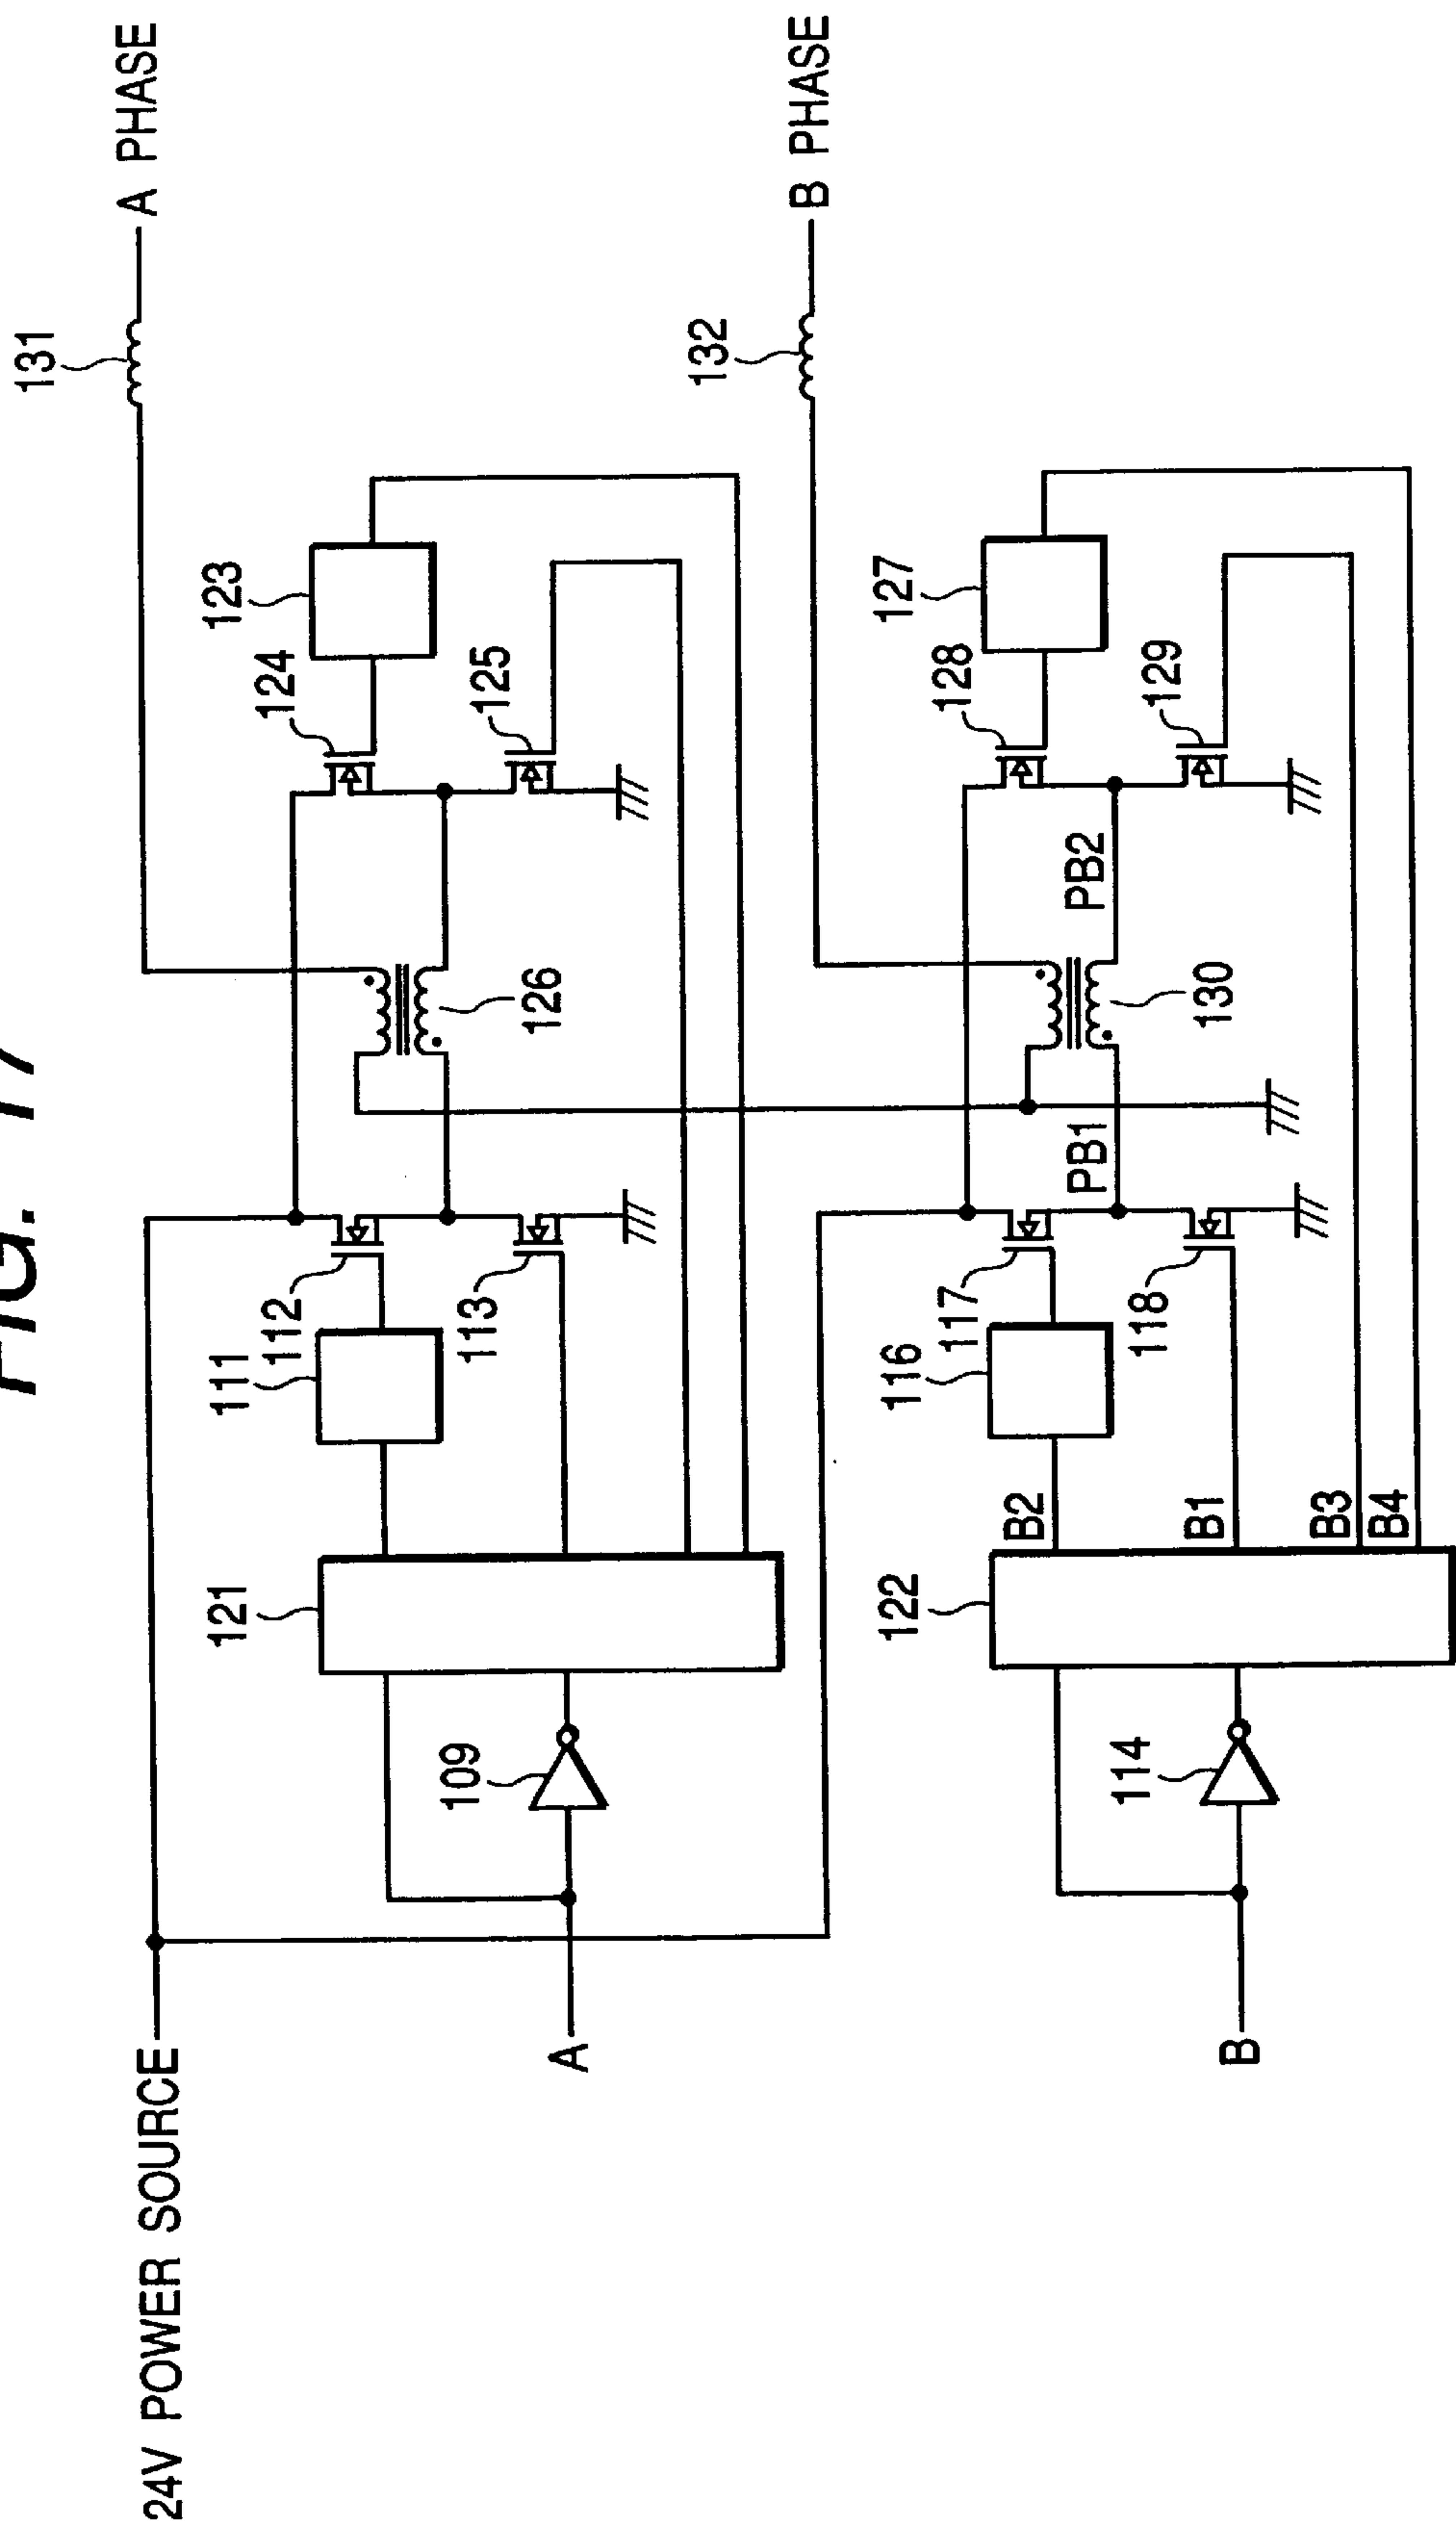 FIG. 17
131
24V POWER SOURCE
A PHASE
121
111
123
112
124
109
113
125
126
A
132
B PHASE
122
116
127
117
128
B2
PB1
PB2
114
118
129
B1
130
B
B3
B4